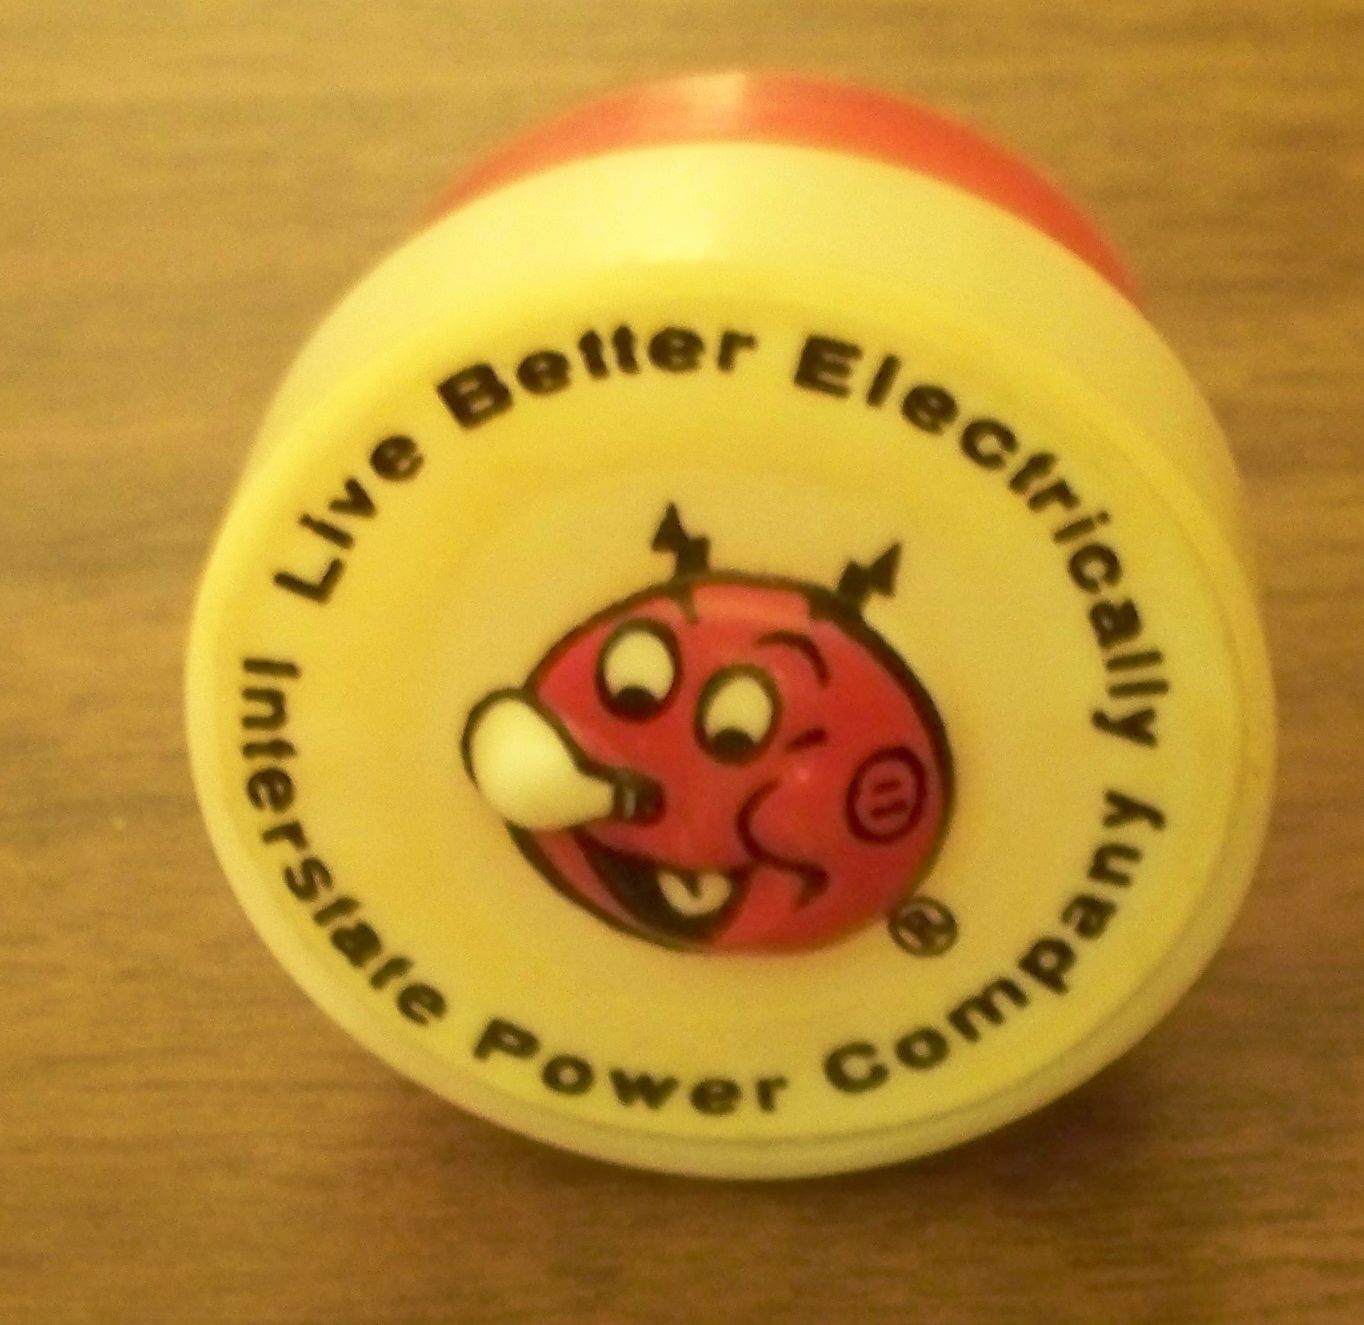 Live Better Electrically
Interstate Power Company
®